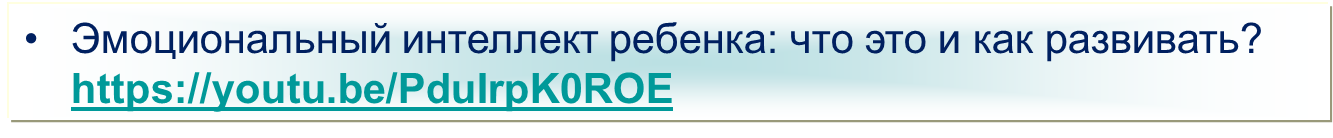 • Эмоциональный интеллект ребенка: что это и как развивать?
https://youtu.be/PduIrpK0ROE